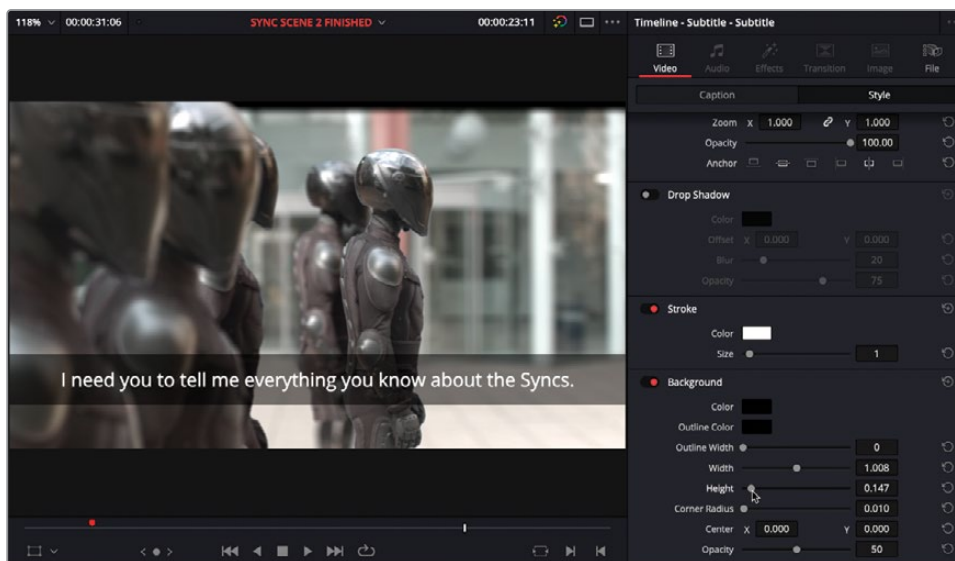 118% 00:00:31:06 SYNC SCENE 2 FINISHED 00:00:23:11
I need you to tell me everything you know about the Syncs.
Timeline - Subtitle - Subtitle
Video Audio Effects Transition Image File
Caption Style
Zoom X 1.000 Y 1.000
Opacity 100.00
Anchor
Drop Shadow
Color
Offset X 0.000 Y 0.000
Blur 20
Opacity 75
Stroke
Color
Size 1
Background
Color
Outline Color
Outline Width 0
Width 1.008
Height 0.147
Corner Radius 0.010
Center X 0.000 Y 0.000
Opacity 50